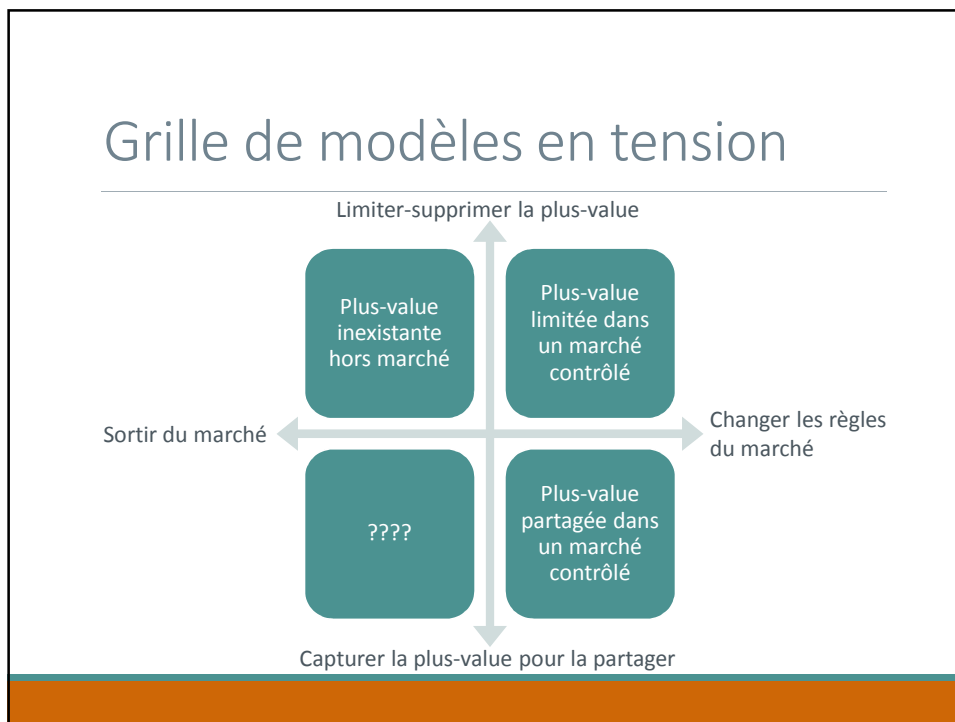 Grille de modèles en tension
Limiter-supprimer la plus-value
Plus-value
inexistante
hors marché
Plus-value
limitée dans
un marché
contrôlé
Sortir du marché
Changer les règles
du marché
????
Plus-value
partagée dans
un marché
contrôlé
Capturer la plus-value pour la partager